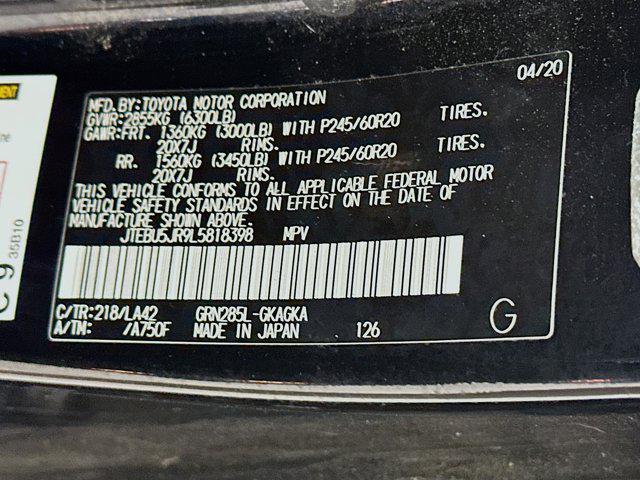 04/20
MFD. BY: TOYOTA MOTOR CORPORATION
GVWR: 2855KG (6300LB)
GAWR: FRT. 1360KG (3000LB) WITH P245/60R20 TIRES.
20X7J RIMS.
RR. 1560KG (3450LB) WITH P245/60R20 TIRES.
20X7J RIMS.
THIS VEHICLE CONFORMS TO ALL APPLICABLE FEDERAL MOTOR
VEHICLE SAFETY STANDARDS IN EFFECT ON THE DATE OF
MANUFACTURE SHOWN ABOVE.
JTEBU5JR9L5818398 MPV
C/TR: 218/LA42 GRN285L-GKAGKA
A/TM: /A750F MADE IN JAPAN 126
G
C 9
35B10